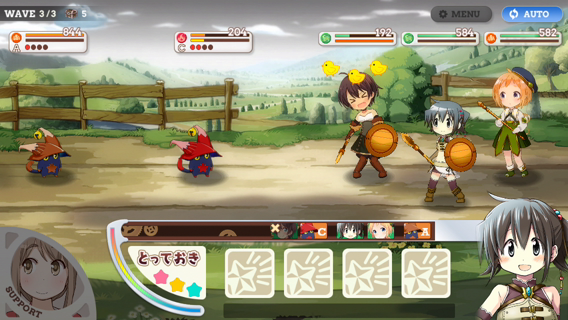 WAVE 3/3 5
MENU
AUTO
844
A
204
C
192
584
582
C
A
とっておき
SUPPORT